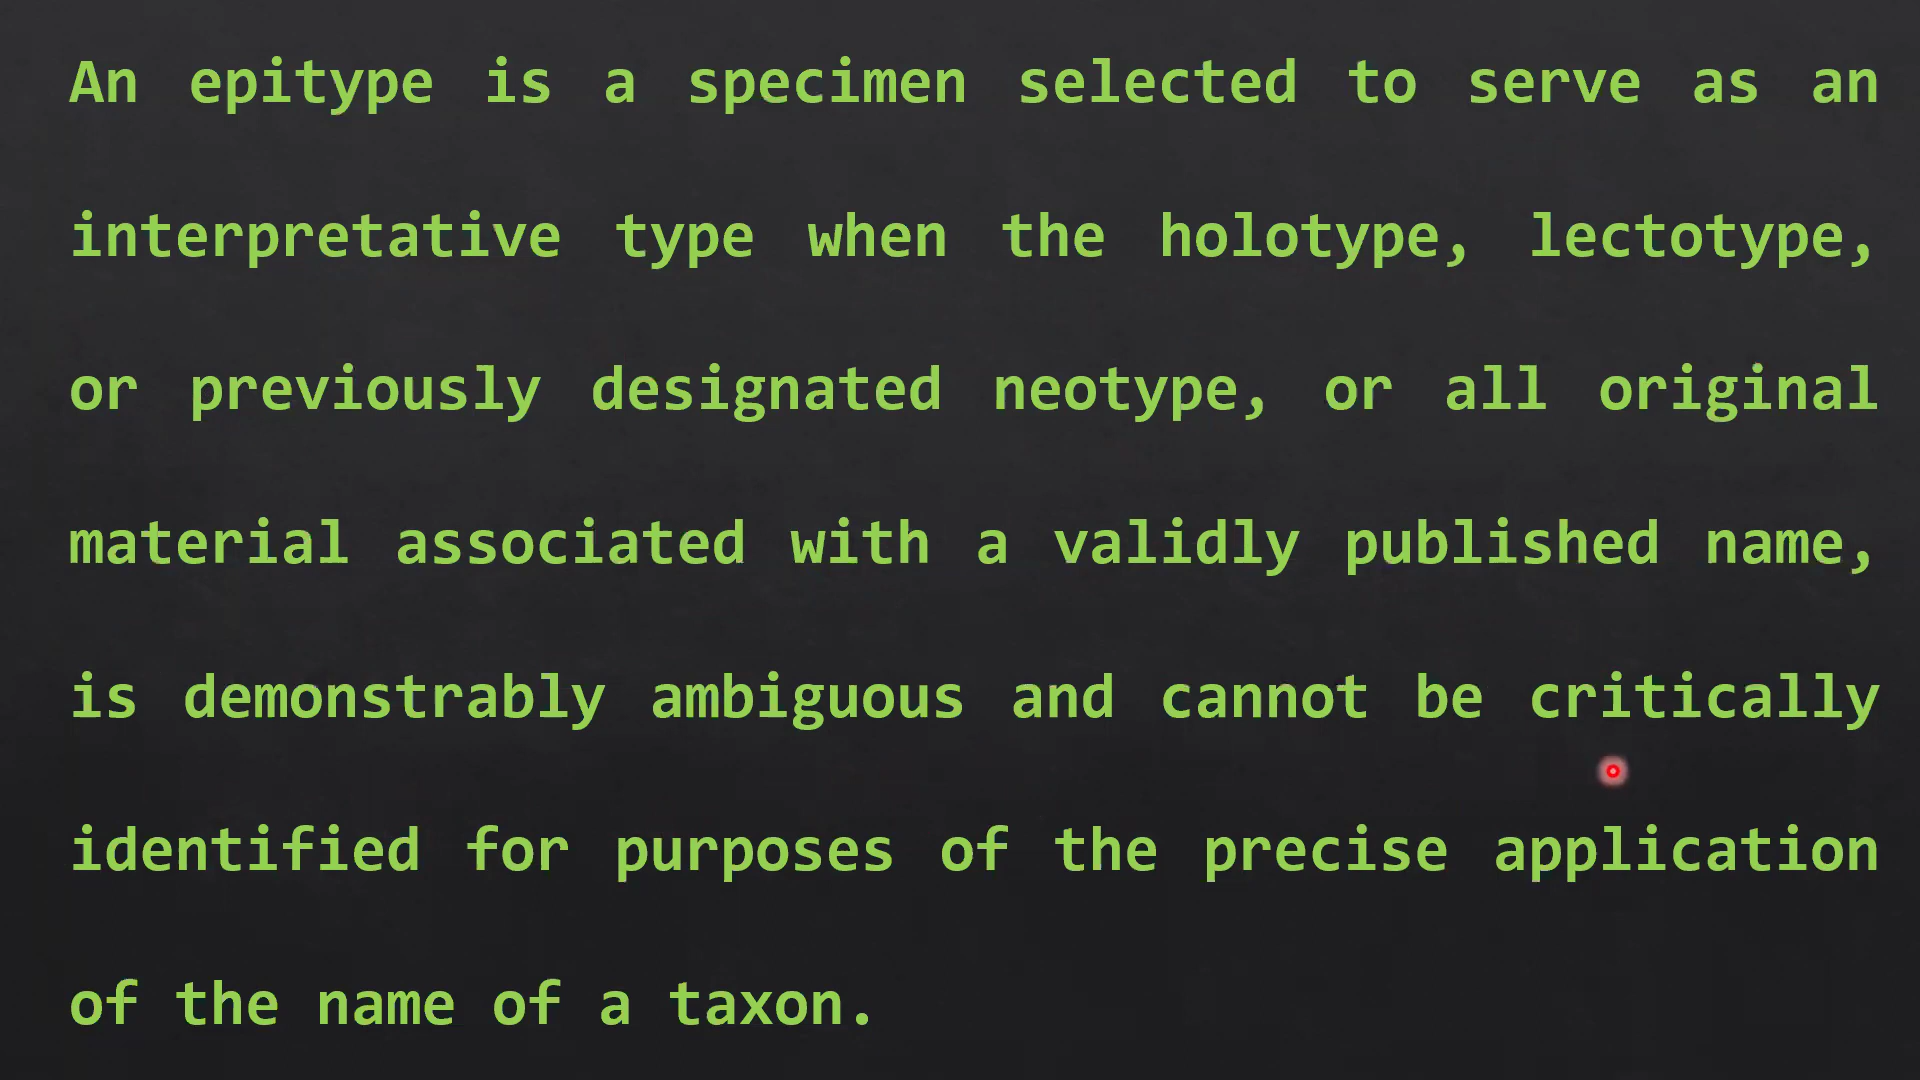 An epitype is a specimen selected to serve as an
interpretative type when the holotype, lectotype,
or previously designated neotype, or all original
material associated with a validly published name,
is demonstrably ambiguous and cannot be critically
identified for purposes of the precise application
of the name of a taxon.